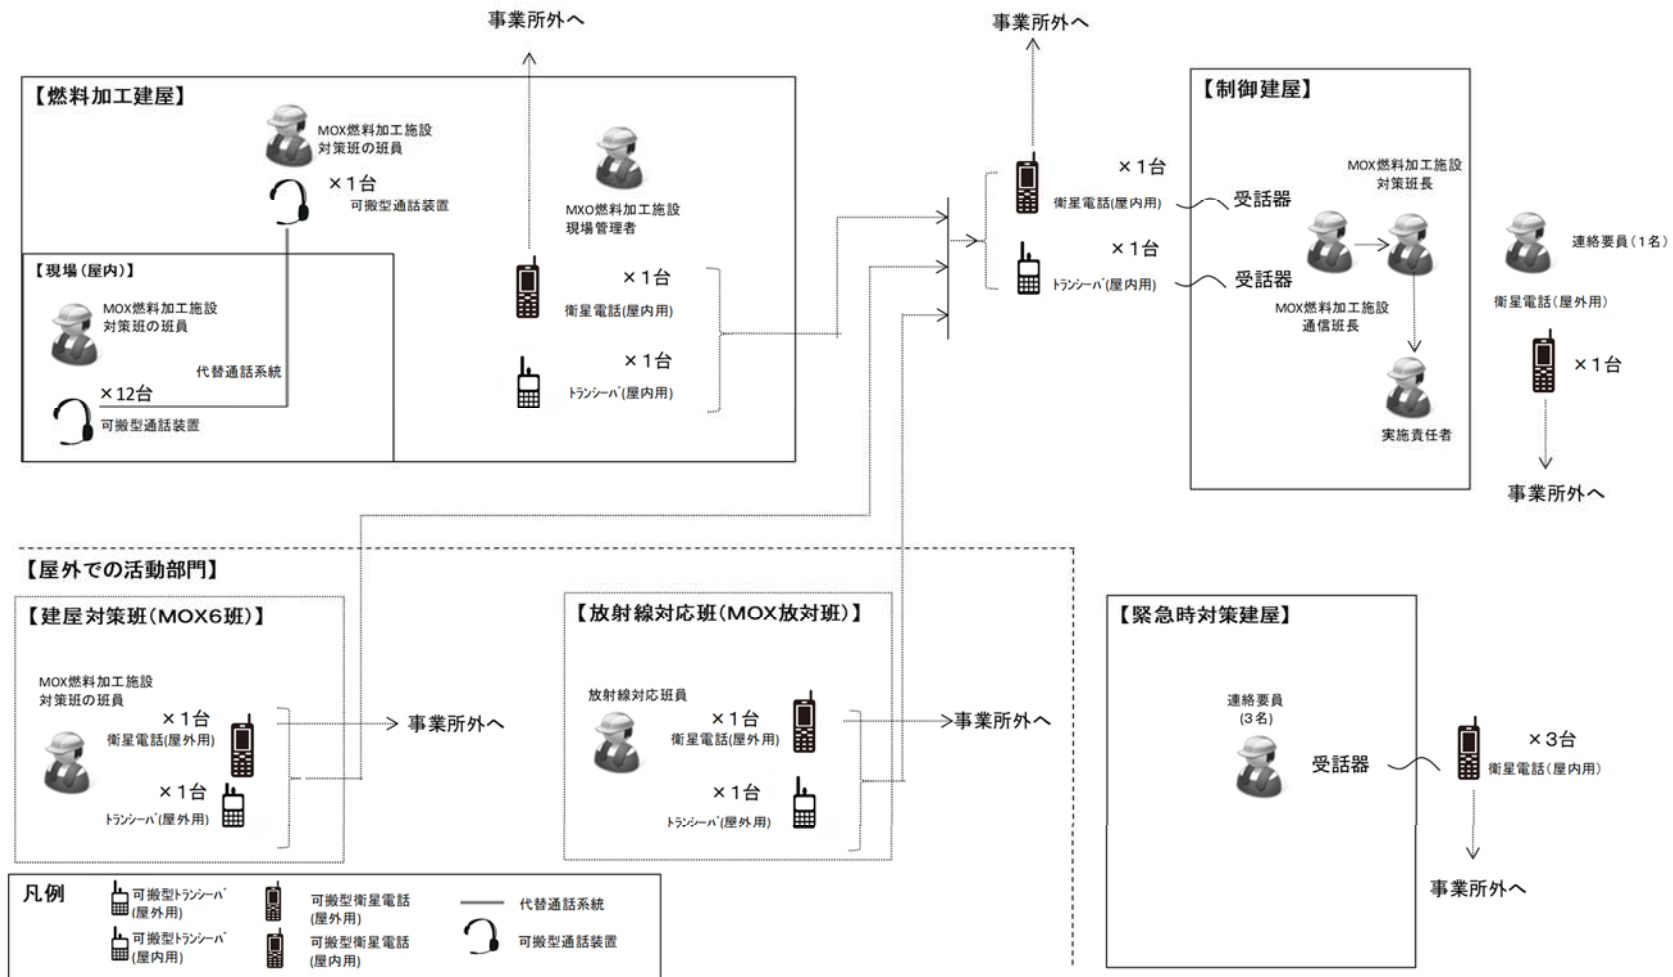 事業所外へ
事業所外へ
【燃料加工建屋】
MOX燃料加工施設
対策班の班員
×1台
可搬型通話装置
MXO燃料加工施設
現場管理者
×1台
衛星電話(屋内用)
×1台
トランシーバ(屋内用)
【現場(屋内)】
MOX燃料加工施設
対策班の班員
代替通話系統
×12台
可搬型通話装置
×1台
衛星電話(屋内用)
×1台
トランシーバ(屋内用)
【制御建屋】
受話器
受話器
MOX燃料加工施設
対策班長
MOX燃料加工施設
通信班長
実施責任者
連絡要員(1名)
衛星電話(屋外用)
×1台
事業所外へ
【屋外での活動部門】
【建屋対策班(MOX6班)】
MOX燃料加工施設
対策班の班員
×1台
衛星電話(屋外用)
×1台
トランシーバ(屋外用)
事業所外へ
【放射線対応班(MOX放対班)】
放射線対応班員
×1台
衛星電話(屋外用)
×1台
トランシーバ(屋外用)
事業所外へ
【緊急時対策建屋】
連絡要員
(3名)
受話器
×3台
衛星電話(屋内用)
事業所外へ
凡例
可搬型トランシーバ
(屋外用)
可搬型トランシーバ
(屋内用)
可搬型衛星電話
(屋外用)
可搬型衛星電話
(屋内用)
代替通話系統
可搬型通話装置